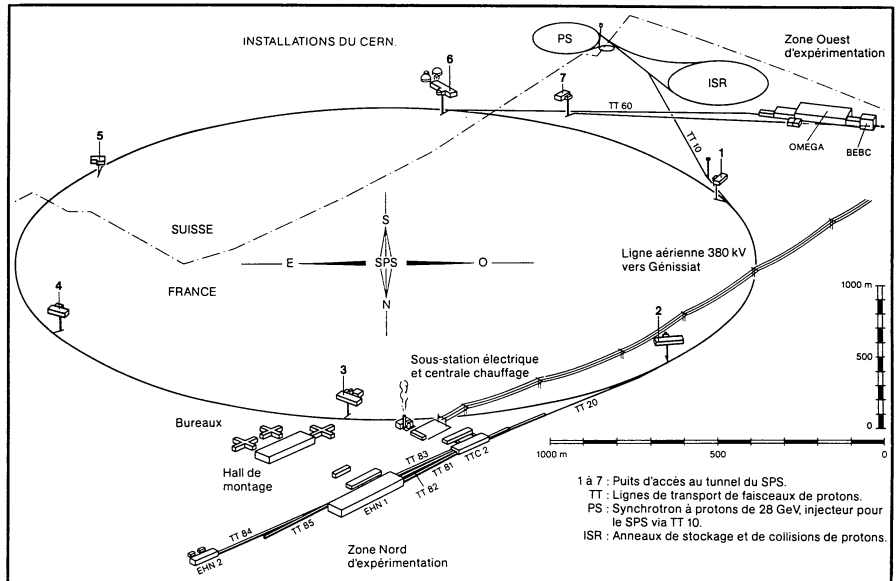 INSTALLATIONS DU CERN.
Zone Ouest
d'expérimentation
PS
ISR
6
7
TT 60
OMEGA
BEBC
TT 10
1
5
SUISSE
S
E
SPS
O
N
FRANCE
Ligne aérienne 380 kV
vers Génissiat
1000 m
500
0
4
2
3
Sous-station électrique
et centrale chauffage
TT 20
Bureaux
Hall de
montage
TT 83
TT 81
TT 82
TTC 2
EHN 1
TT 84
TT 85
EHN 2
Zone Nord
d'expérimentation
1000 m
500
0
1 à 7 : Puits d'accès au tunnel du SPS.
TT : Lignes de transport de faisceaux de protons.
PS : Synchrotron à protons de 28 GeV, injecteur pour
le SPS via TT 10.
ISR : Anneaux de stockage et de collisions de protons.